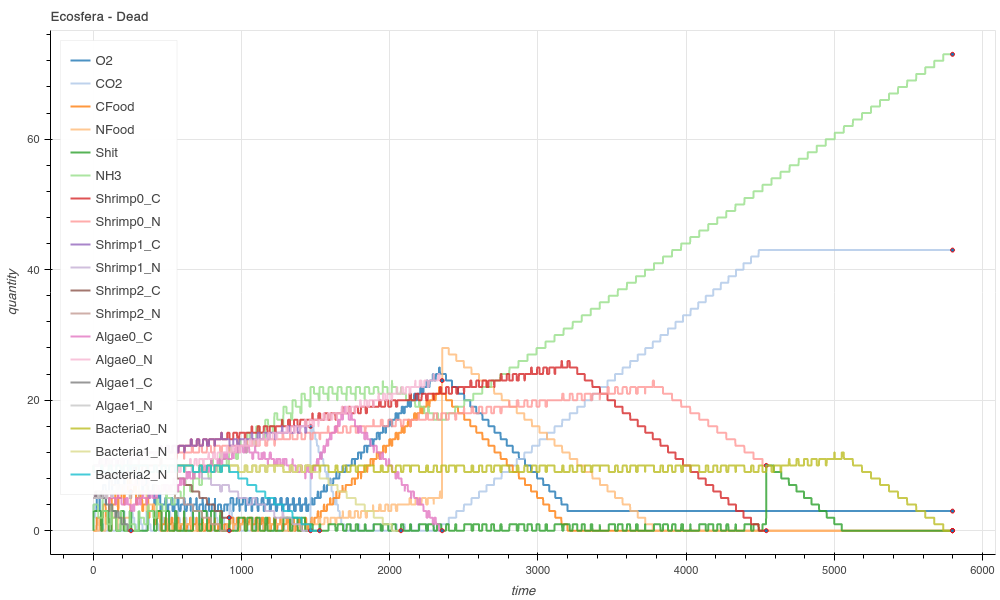 Ecosfera - Dead
O2
CO2
CFood
NFood
Shit
NH3
Shrimp0_C
Shrimp0_N
Shrimp1_C
Shrimp1_N
Shrimp2_C
Shrimp2_N
Algae0_C
Algae0_N
Algae1_C
Algae1_N
Bacteria0_N
Bacteria1_N
Bacteria2_N
quantity
60
40
20
0
0 1000 2000 3000 4000 5000 6000
time